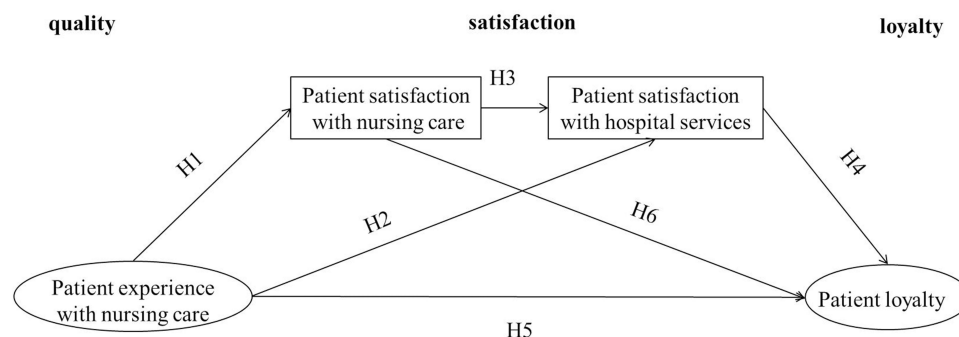 quality
satisfaction
loyalty
H3
Patient satisfaction
with nursing care
Patient satisfaction
with hospital services
H1
H2
H6
H4
Patient experience
with nursing care
Patient loyalty
H5